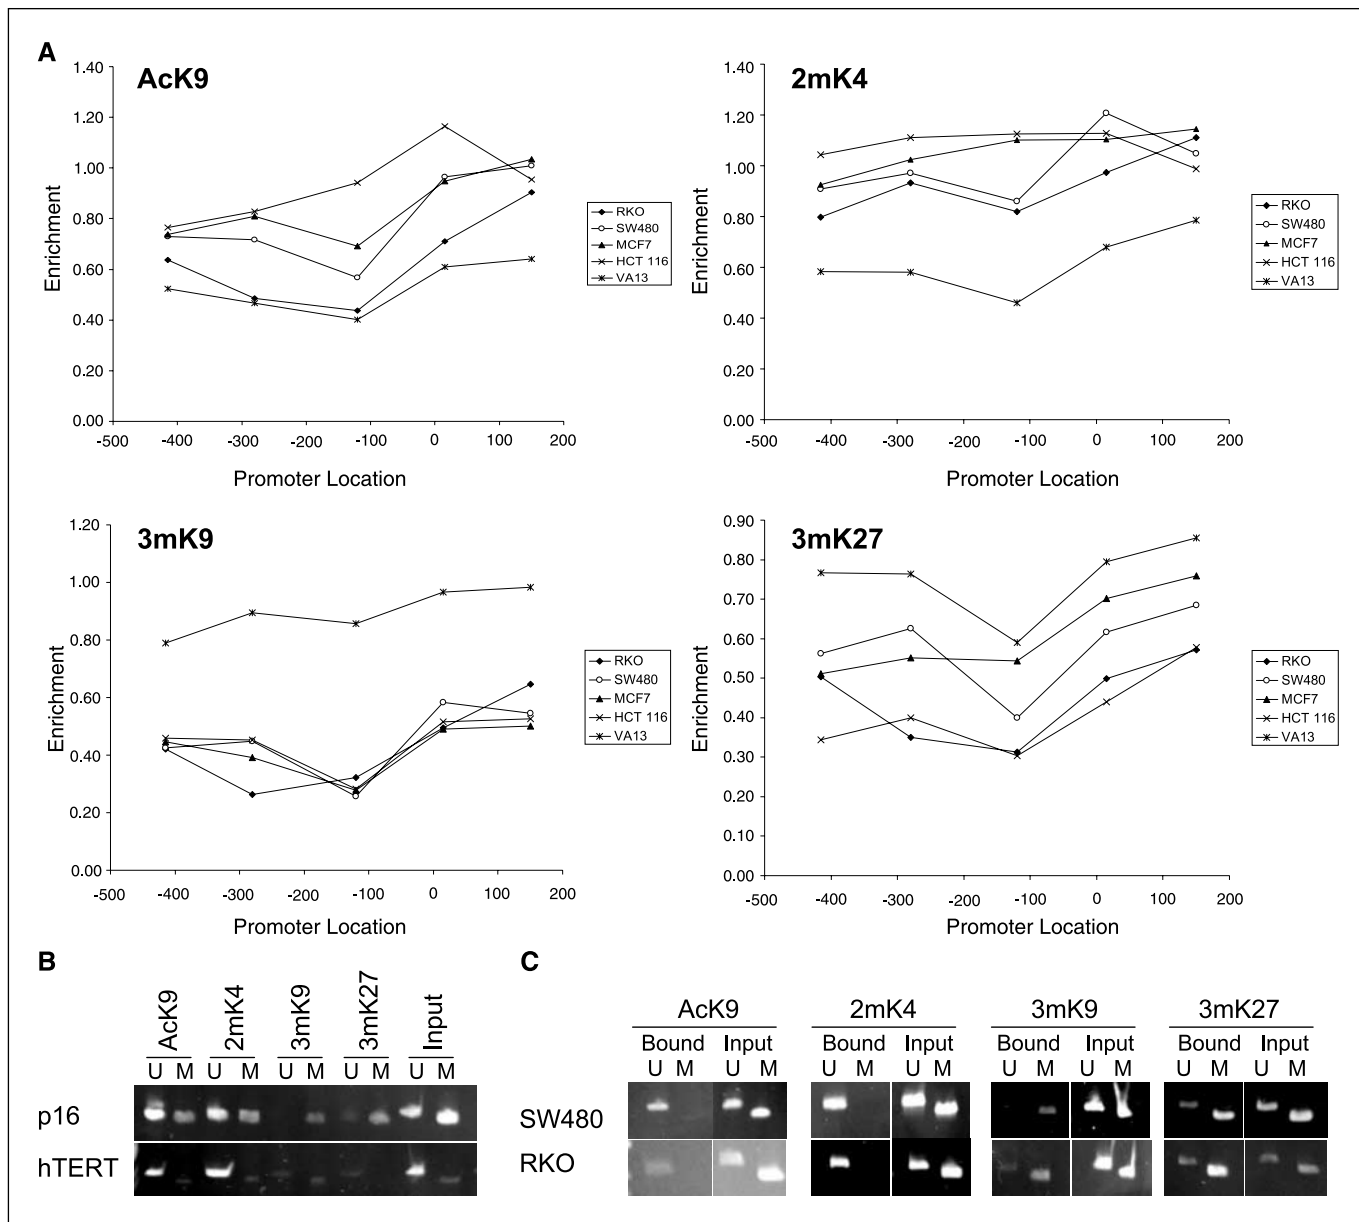 A
AcK9
1.40
1.20
1.00
0.80
0.60
0.40
0.20
0.00
Enrichment
-500 -400 -300 -200 -100 0 100 200
Promoter Location
RKO
SW480
MCF7
HCT 116
VA13
2mK4
1.40
1.20
1.00
0.80
0.60
0.40
0.20
0.00
Enrichment
-500 -400 -300 -200 -100 0 100 200
Promoter Location
RKO
SW480
MCF7
HCT 116
VA13
3mK9
1.20
1.00
0.80
0.60
0.40
0.20
0.00
Enrichment
-500 -400 -300 -200 -100 0 100 200
Promoter Location
RKO
SW480
MCF7
HCT 116
VA13
3mK27
0.90
0.80
0.70
0.60
0.50
0.40
0.30
0.20
0.10
0.00
Enrichment
-500 -400 -300 -200 -100 0 100 200
Promoter Location
RKO
SW480
MCF7
HCT 116
VA13
B
AcK9 2mK4 3mK9 3mK27 Input
U M U M U M U M U M
p16
hTERT
C
AcK9 2mK4 3mK9 3mK27
Bound Input Bound Input Bound Input Bound Input
U M U M U M U M U M U M U M U M
SW480
RKO